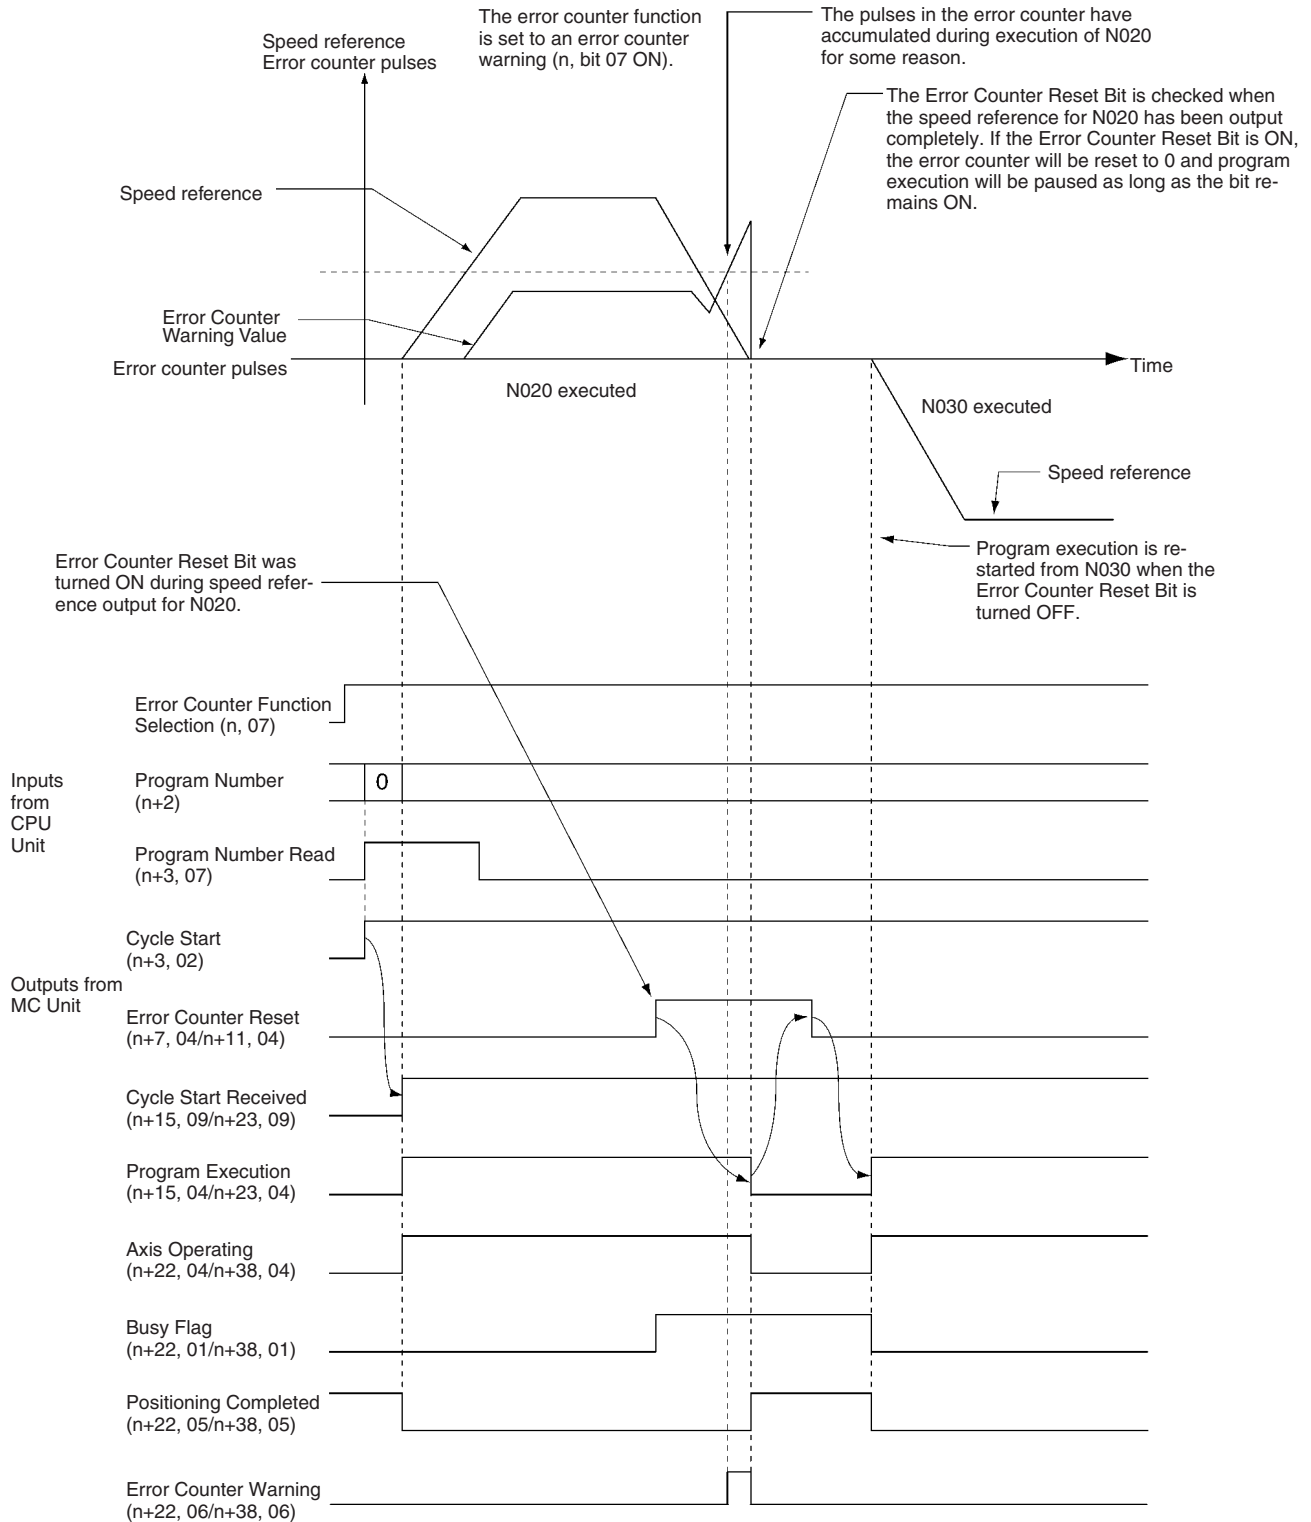 The error counter function
is set to an error counter
warning (n, bit 07 ON).
The pulses in the error counter have
accumulated during execution of N020
for some reason.
Speed reference
Error counter pulses
The Error Counter Reset Bit is checked when
the speed reference for N020 has been output
completely. If the Error Counter Reset Bit is ON,
the error counter will be reset to 0 and program
execution will be paused as long as the bit re-
mains ON.
Speed reference
Error Counter
Warning Value
Error counter pulses
Time
N020 executed
N030 executed
Speed reference
Program execution is re-
started from N030 when the
Error Counter Reset Bit is
turned OFF.
Error Counter Reset Bit was
turned ON during speed refer-
ence output for N020.
Error Counter Function
Selection (n, 07)
Inputs
from
CPU
Unit
Program Number
(n+2)
0
Program Number Read
(n+3, 07)
Cycle Start
(n+3, 02)
Outputs from
MC Unit
Error Counter Reset
(n+7, 04/n+11, 04)
Cycle Start Received
(n+15, 09/n+23, 09)
Program Execution
(n+15, 04/n+23, 04)
Axis Operating
(n+22, 04/n+38, 04)
Busy Flag
(n+22, 01/n+38, 01)
Positioning Completed
(n+22, 05/n+38, 05)
Error Counter Warning
(n+22, 06/n+38, 06)